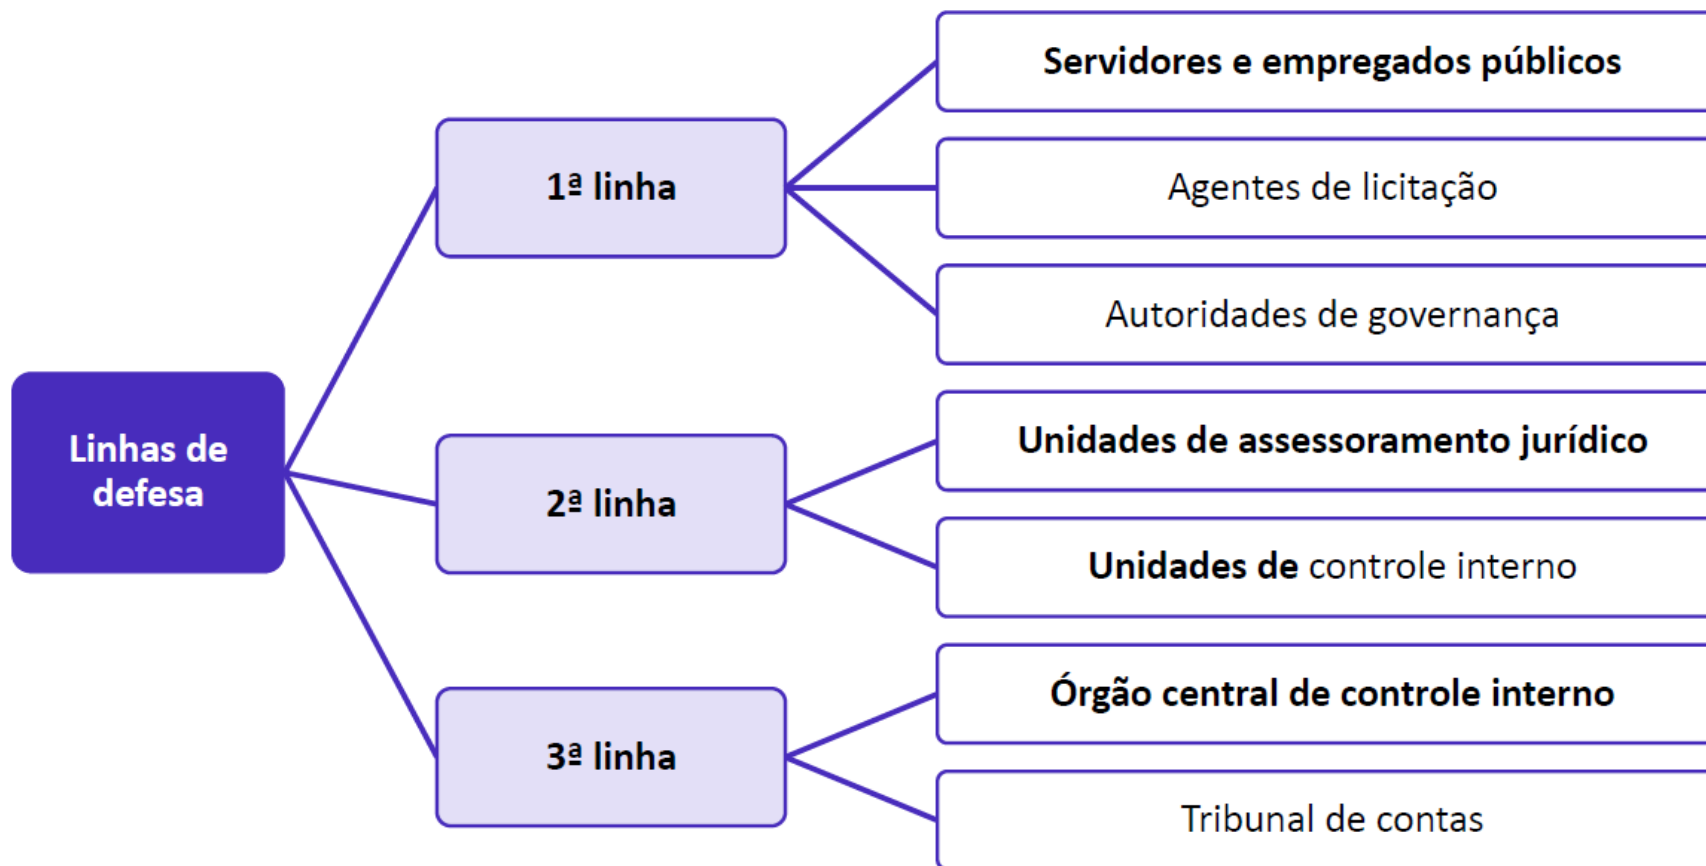 Linhas de
defesa
1ª linha
Servidores e empregados públicos
Agentes de licitação
Autoridades de governança
2ª linha
Unidades de assessoramento jurídico
Unidades de controle interno
3ª linha
Órgão central de controle interno
Tribunal de contas